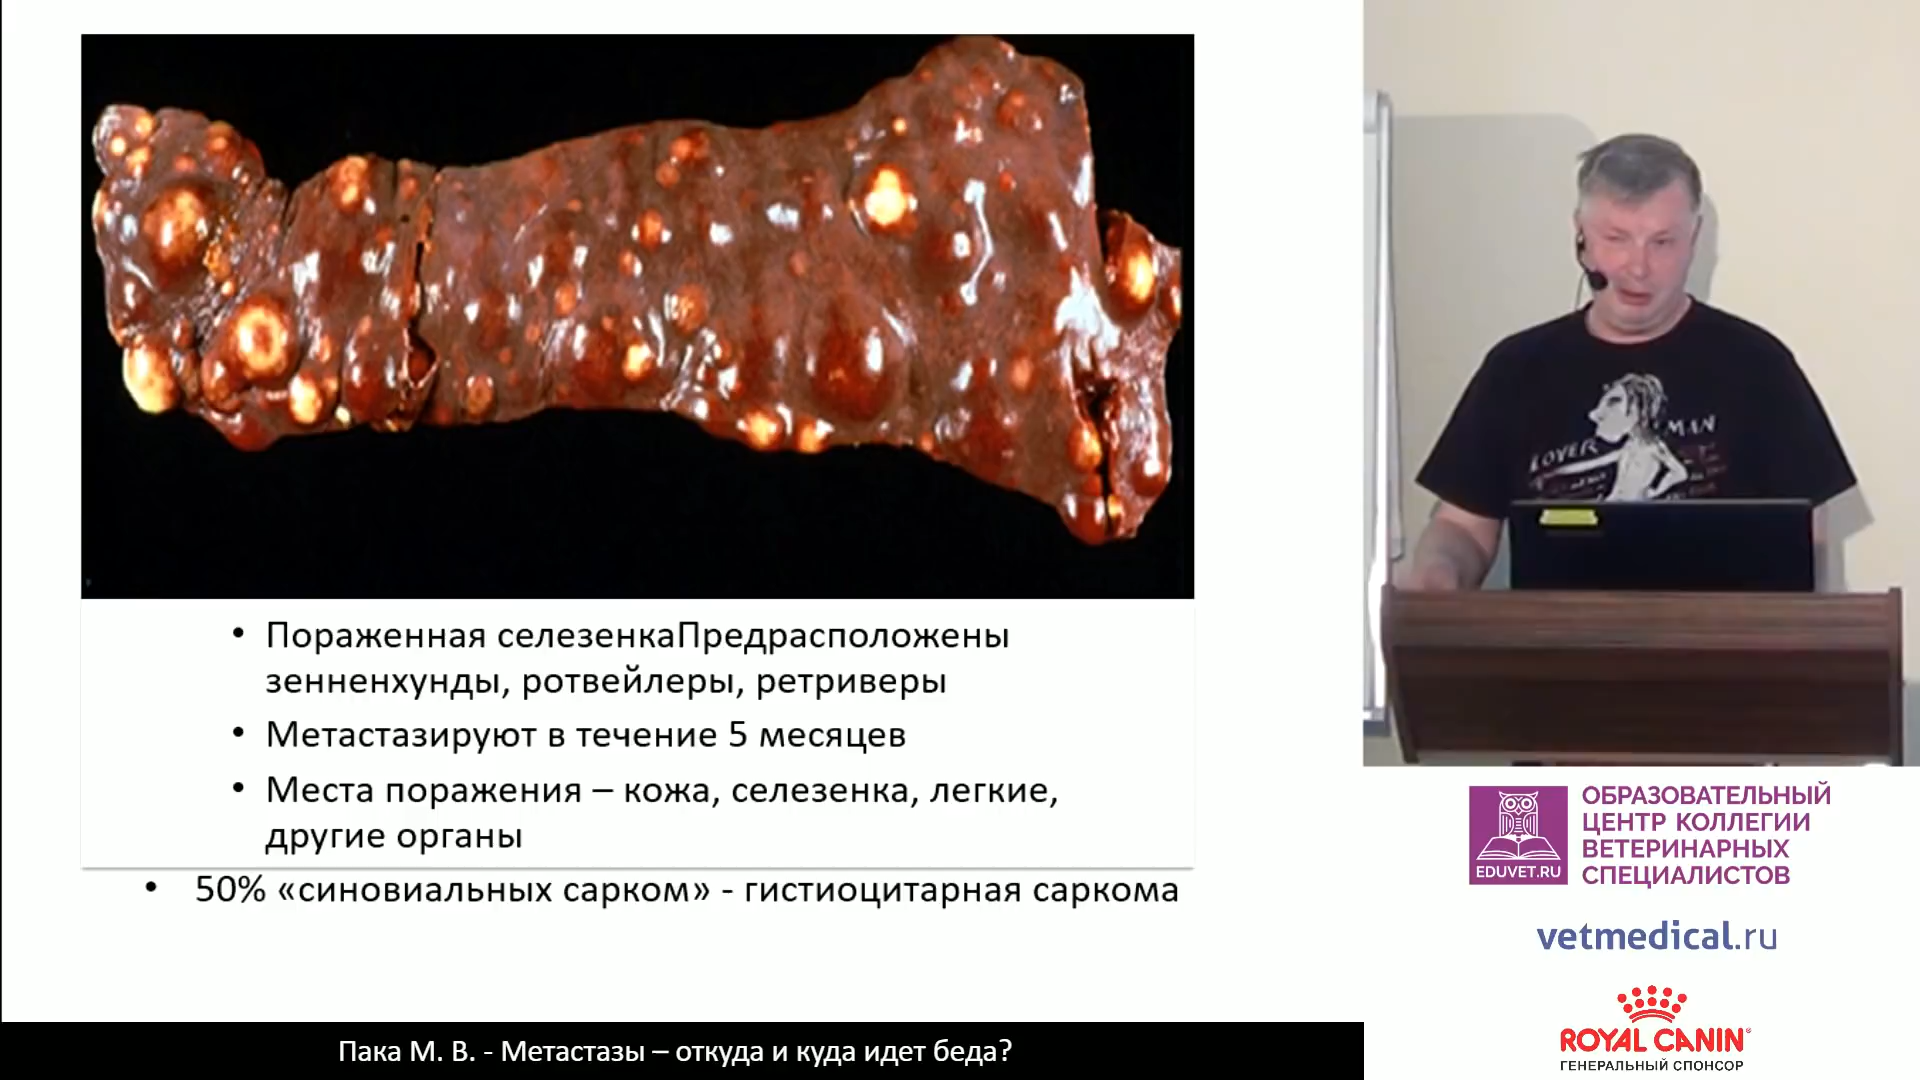 • Пораженная селезенкаПредрасположены
зенненхунды, ротвейлеры, ретриверы
• Метастазируют в течение 5 месяцев
• Места поражения – кожа, селезенка, легкие,
другие органы
• 50% «синовиальных сарком» - гистиоцитарная саркома
Пака М. В. - Метастазы – откуда и куда идет беда?
LOVER MAN
EDUVET.RU
ОБРАЗОВАТЕЛЬНЫЙ
ЦЕНТР КОЛЛЕГИИ
ВЕТЕРИНАРНЫХ
СПЕЦИАЛИСТОВ
vetmedical.ru
ROYAL CANIN®
ГЕНЕРАЛЬНЫЙ СПОНСОР